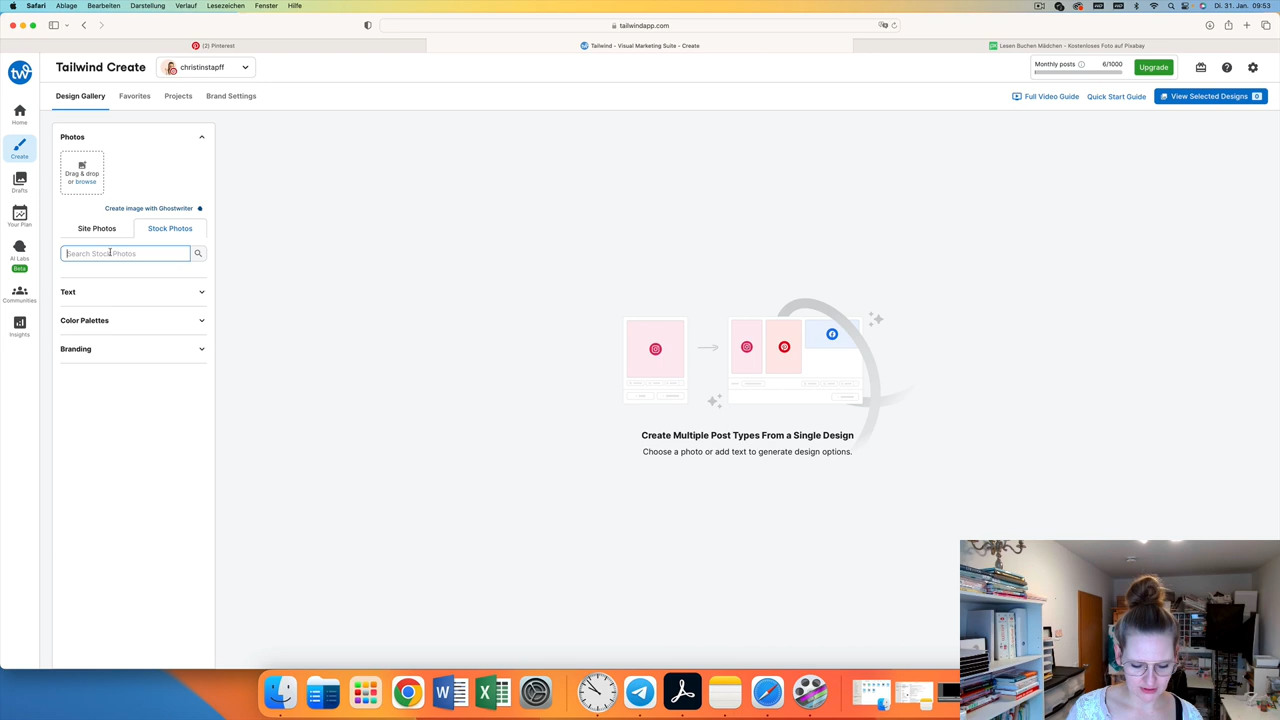 Safari Ablage Bearbeiten Darstellung Verlauf Lesezeichen Fenster Hilfe
Di. 31. Jan. 09:53
tailwindapp.com
(2) Pinterest
Tailwind - Visual Marketing Suite - Create
Lesen Buchen Mädchen - Kostenloses Foto auf Pixabay
Tailwind Create
christinstapff
Monthly posts 6/1000
Upgrade
Design Gallery Favorites Projects Brand Settings
Full Video Guide Quick Start Guide View Selected Designs 0
Home
Create
Drafts
Your Plan
AI Labs
Beta
Communities
Insights
Photos
Drag & drop
or browse
Create image with Ghostwriter
Site Photos Stock Photos
Search Stock Photos
Text
Color Palettes
Branding
Create Multiple Post Types From a Single Design
Choose a photo or add text to generate design options.